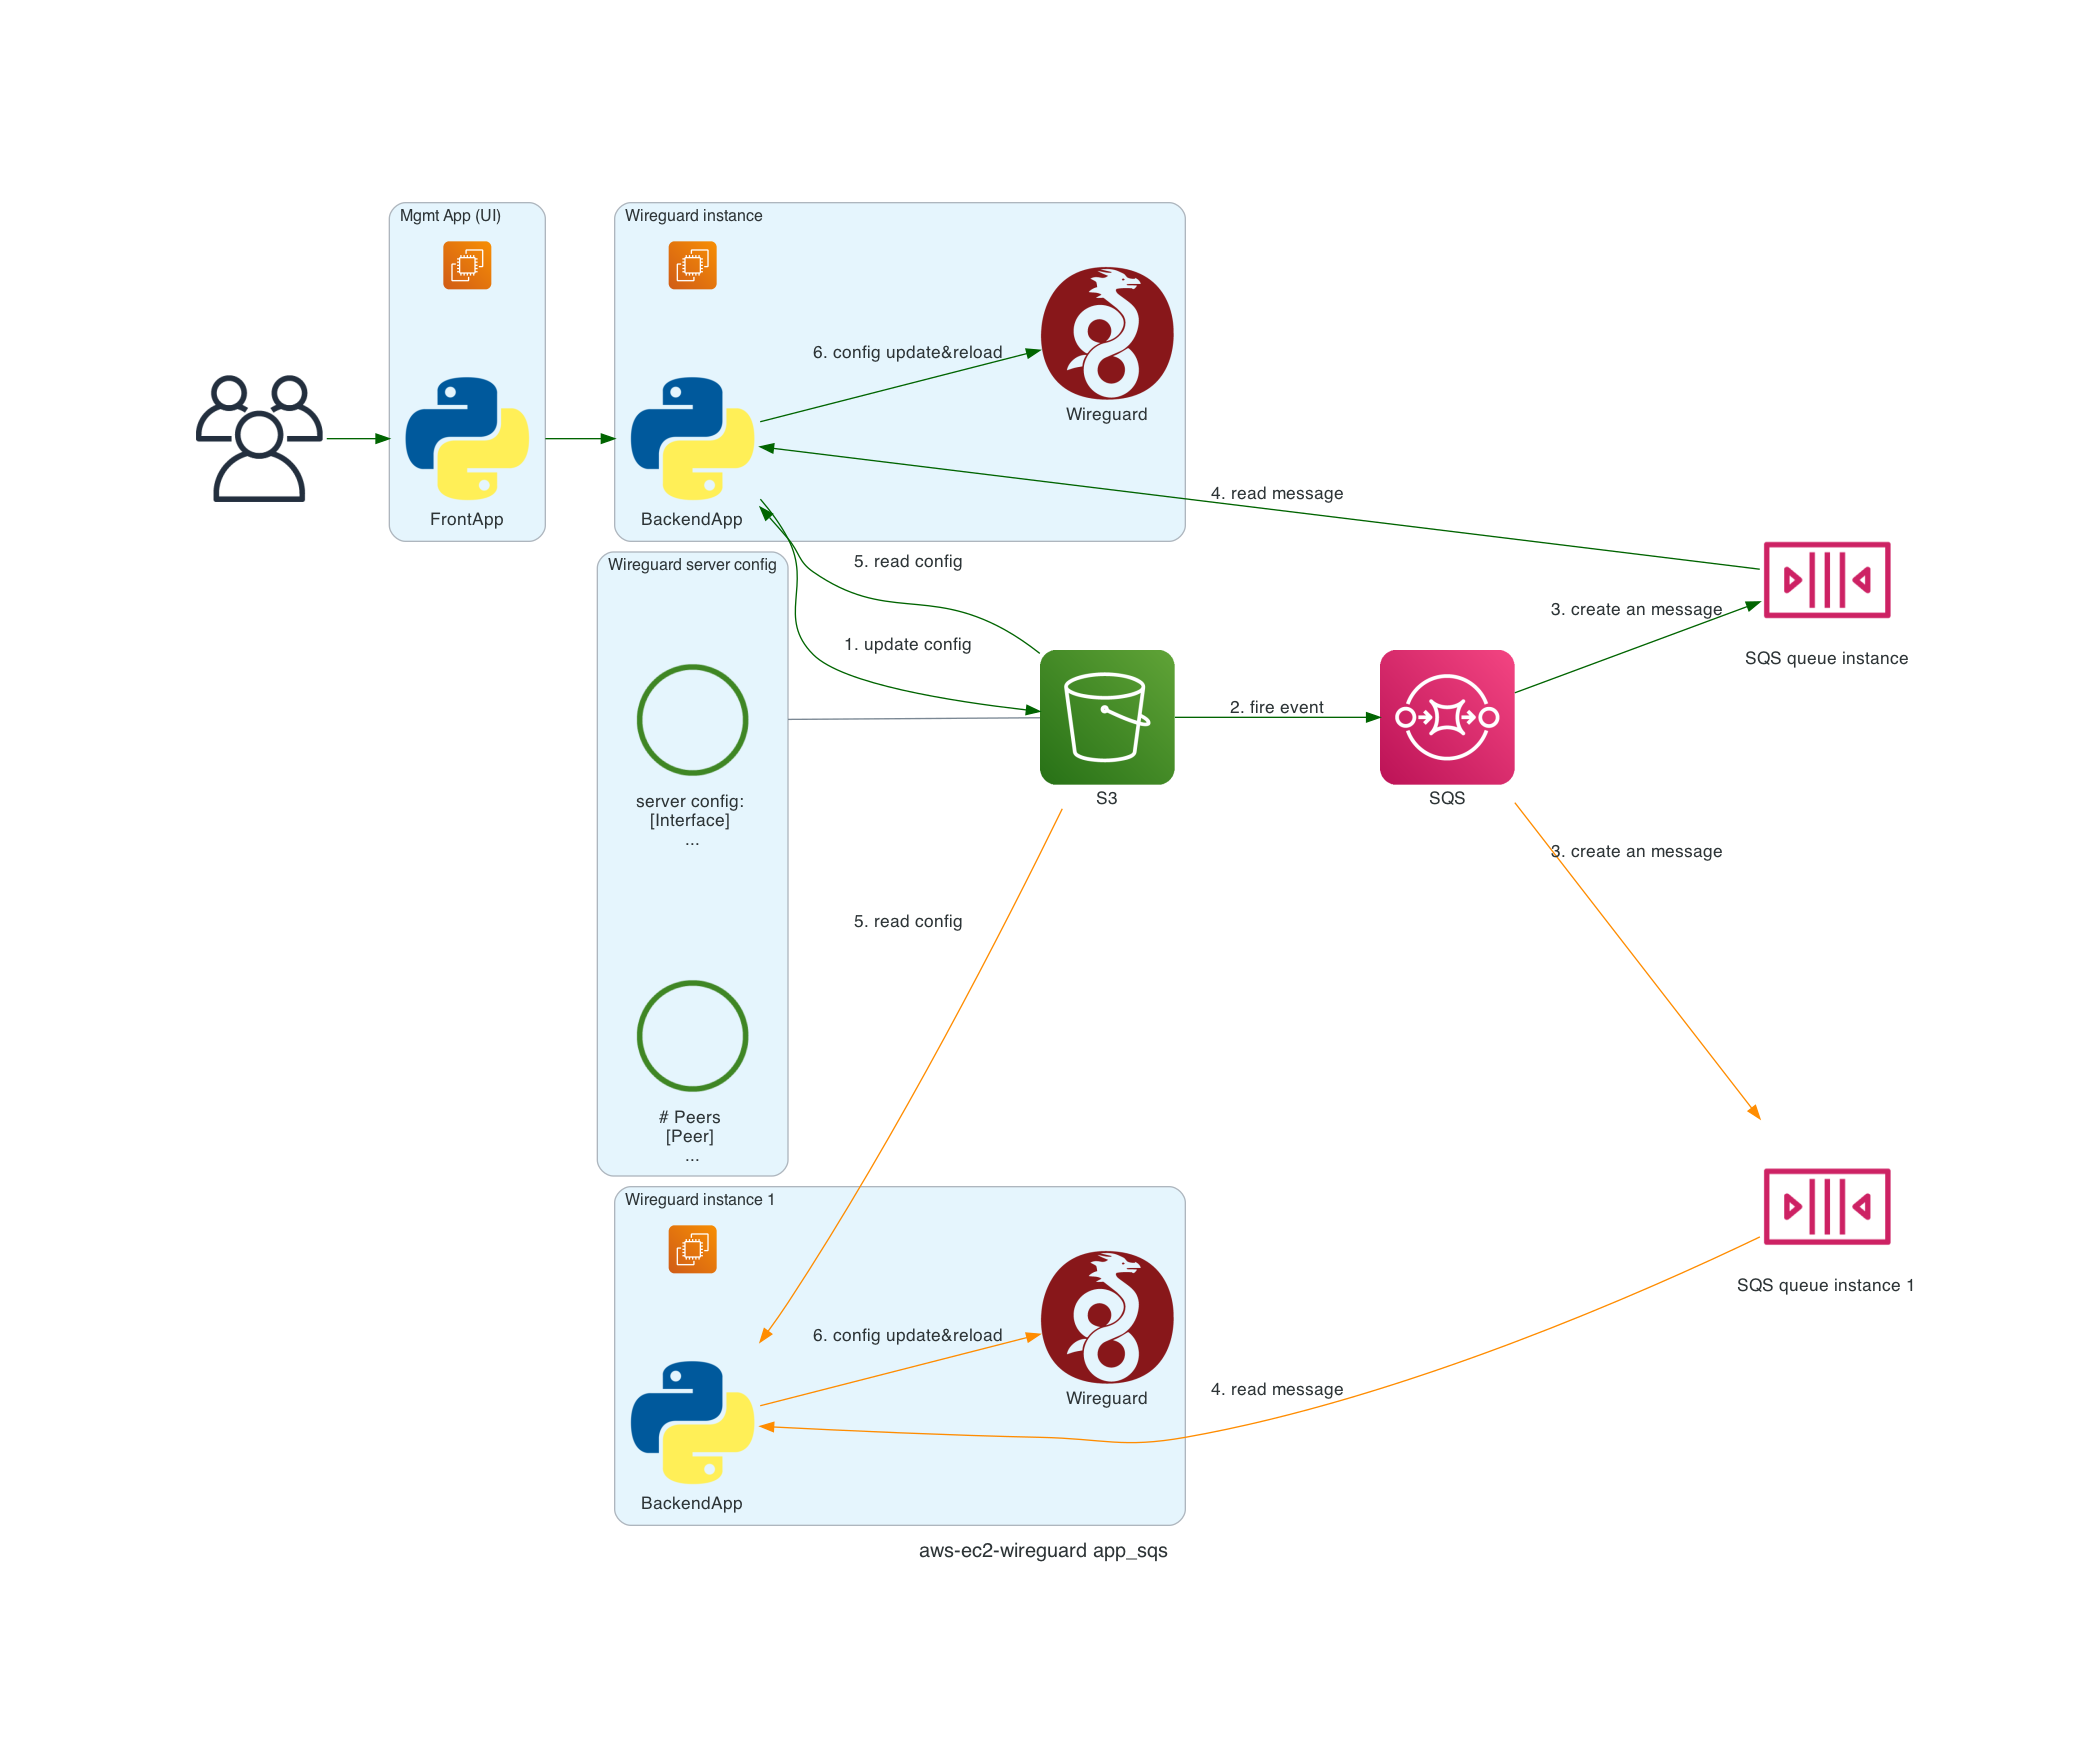 Mgmt App (UI)
FrontApp
Wireguard instance
6. config update&reload
Wireguard
BackendApp
4. read message
5. read config
1. update config
Wireguard server config
server config:
[Interface]
...
# Peers
[Peer]
...
S3
2. fire event
SQS
3. create an message
SQS queue instance
3. create an message
5. read config
SQS queue instance 1
4. read message
Wireguard instance 1
6. config update&reload
Wireguard
BackendApp
aws-ec2-wireguard app_sqs